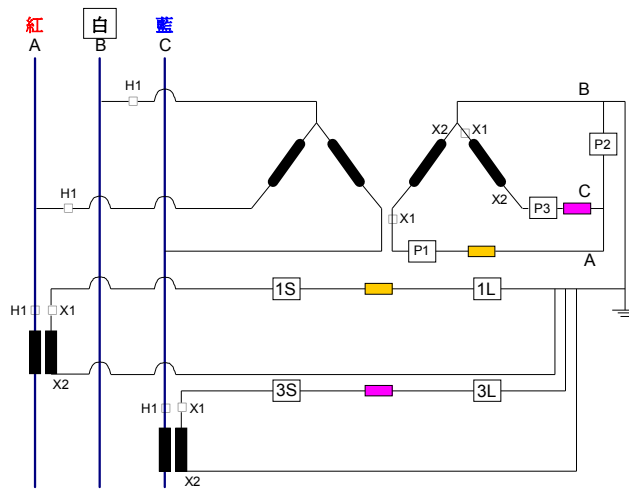 紅 白 藍
A B C
H1
B
P2
X2 X1
H1
X2
P3
C
X1
P1
A
1S 1L
H1 X1
X2
3S 3L
H1 X1
X2